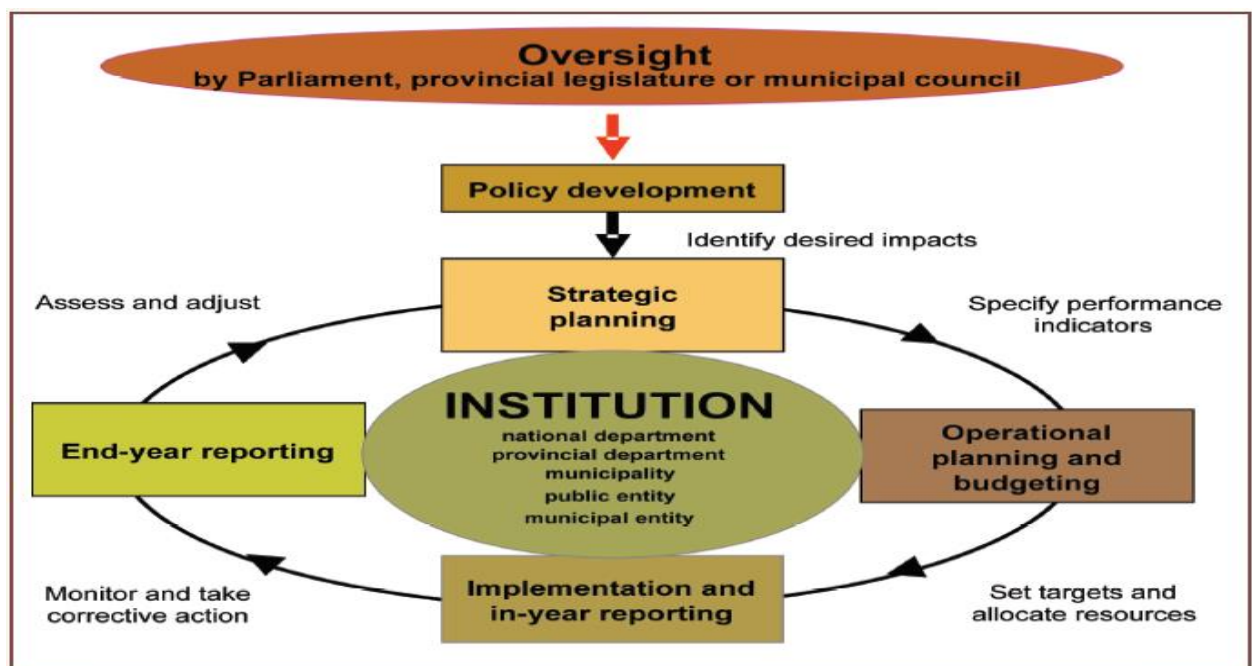 Oversight
by Parliament, provincial legislature or municipal council
Policy development
Identify desired impacts
Strategic
planning
Assess and adjust
Specify performance
indicators
INSTITUTION
national department
provincial department
municipality
public entity
municipal entity
End-year reporting
Operational
planning and
budgeting
Implementation and
in-year reporting
Monitor and take
corrective action
Set targets and
allocate resources